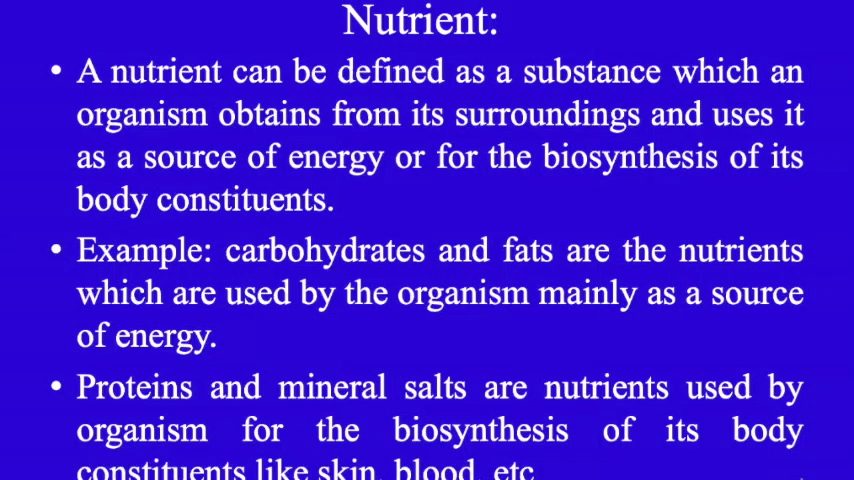 Nutrient:
• A nutrient can be defined as a substance which an
organism obtains from its surroundings and uses it
as a source of energy or for the biosynthesis of its
body constituents.
• Example: carbohydrates and fats are the nutrients
which are used by the organism mainly as a source
of energy.
• Proteins and mineral salts are nutrients used by
organism for the biosynthesis of its body
constituents like skin, blood, etc